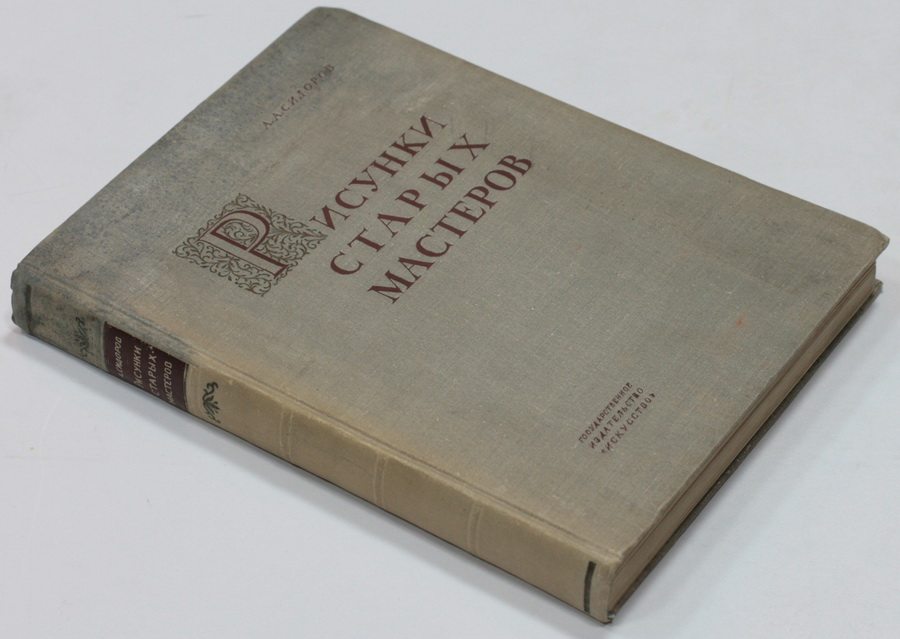 А. А. СИДОРОВ
РИСУНКИ
СТАРЫХ
МАСТЕРОВ
ГОСУДАРСТВЕННОЕ
ИЗДАТЕЛЬСТВО
«ИСКУССТВО»
А. СИДОРОВ
РИСУНКИ
СТАРЫХ
МАСТЕРОВ